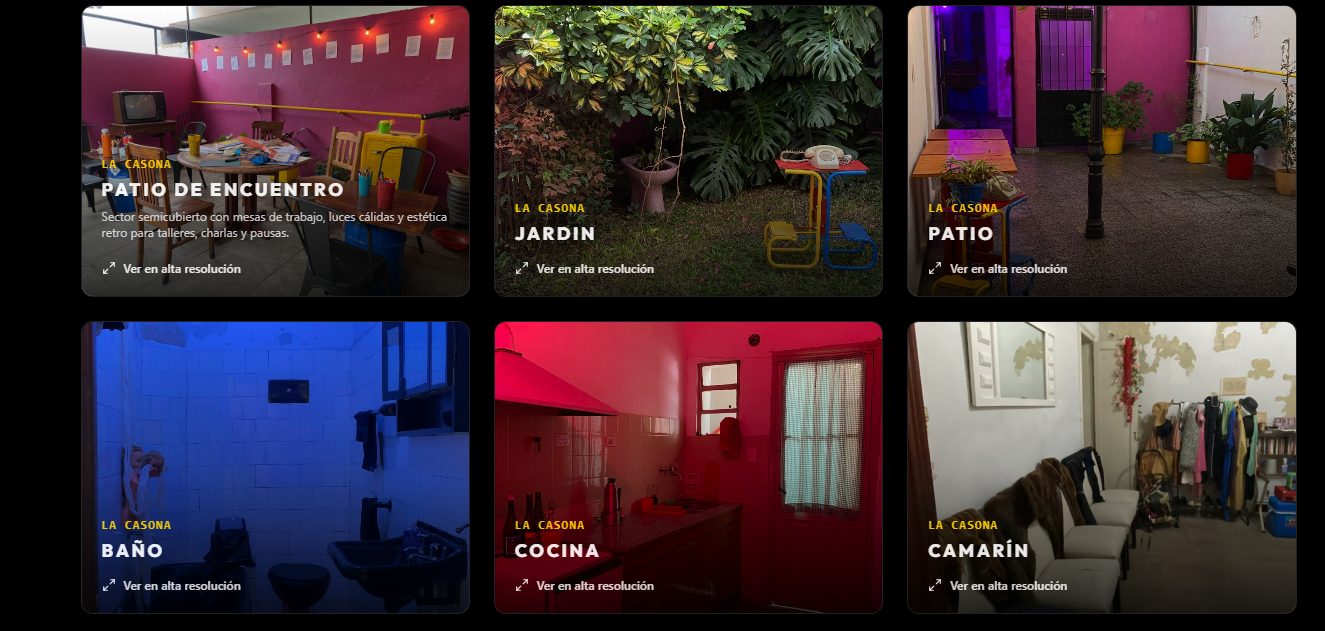 LA CASONA
PATIO DE ENCUENTRO
Sector semicubierto con mesas de trabajo, luces cálidas y estética
retro para talleres, charlas y pausas.
Ver en alta resolución
LA CASONA
JARDIN
Ver en alta resolución
LA CASONA
PATIO
Ver en alta resolución
LA CASONA
BAÑO
Ver en alta resolución
LA CASONA
COCINA
Ver en alta resolución
LA CASONA
CAMARÍN
Ver en alta resolución